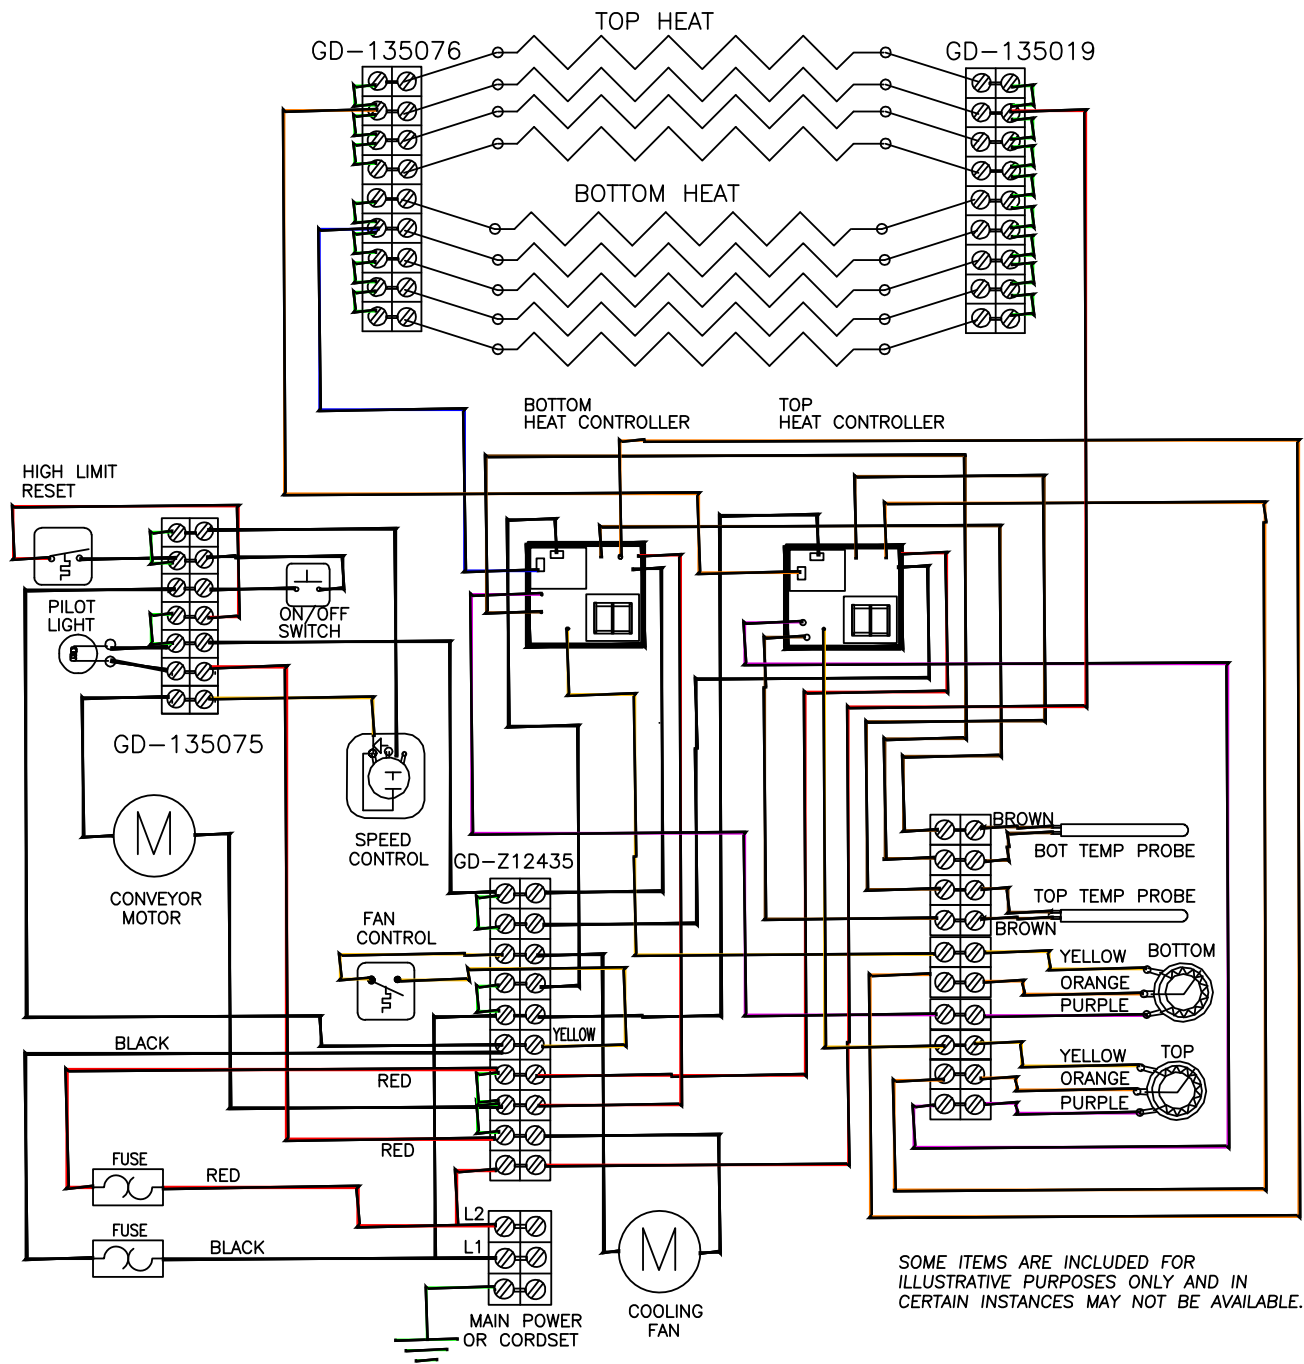 TOP HEAT
GD-135076
GD-135019
BOTTOM HEAT
BOTTOM
HEAT CONTROLLER
TOP
HEAT CONTROLLER
HIGH LIMIT
RESET
PILOT
LIGHT
ON/OFF
SWITCH
GD-135075
M
CONVEYOR
MOTOR
SPEED
CONTROL
GD-Z12435
FAN
CONTROL
BROWN
BOT TEMP PROBE
TOP TEMP PROBE
BROWN
YELLOW
BOTTOM
ORANGE
PURPLE
YELLOW
BLACK
RED
YELLOW
TOP
ORANGE
PURPLE
RED
FUSE
RED
FUSE
BLACK
L2
L1
M
COOLING
FAN
MAIN POWER
OR CORDSET
SOME ITEMS ARE INCLUDED FOR
ILLUSTRATIVE PURPOSES ONLY AND IN
CERTAIN INSTANCES MAY NOT BE AVAILABLE.